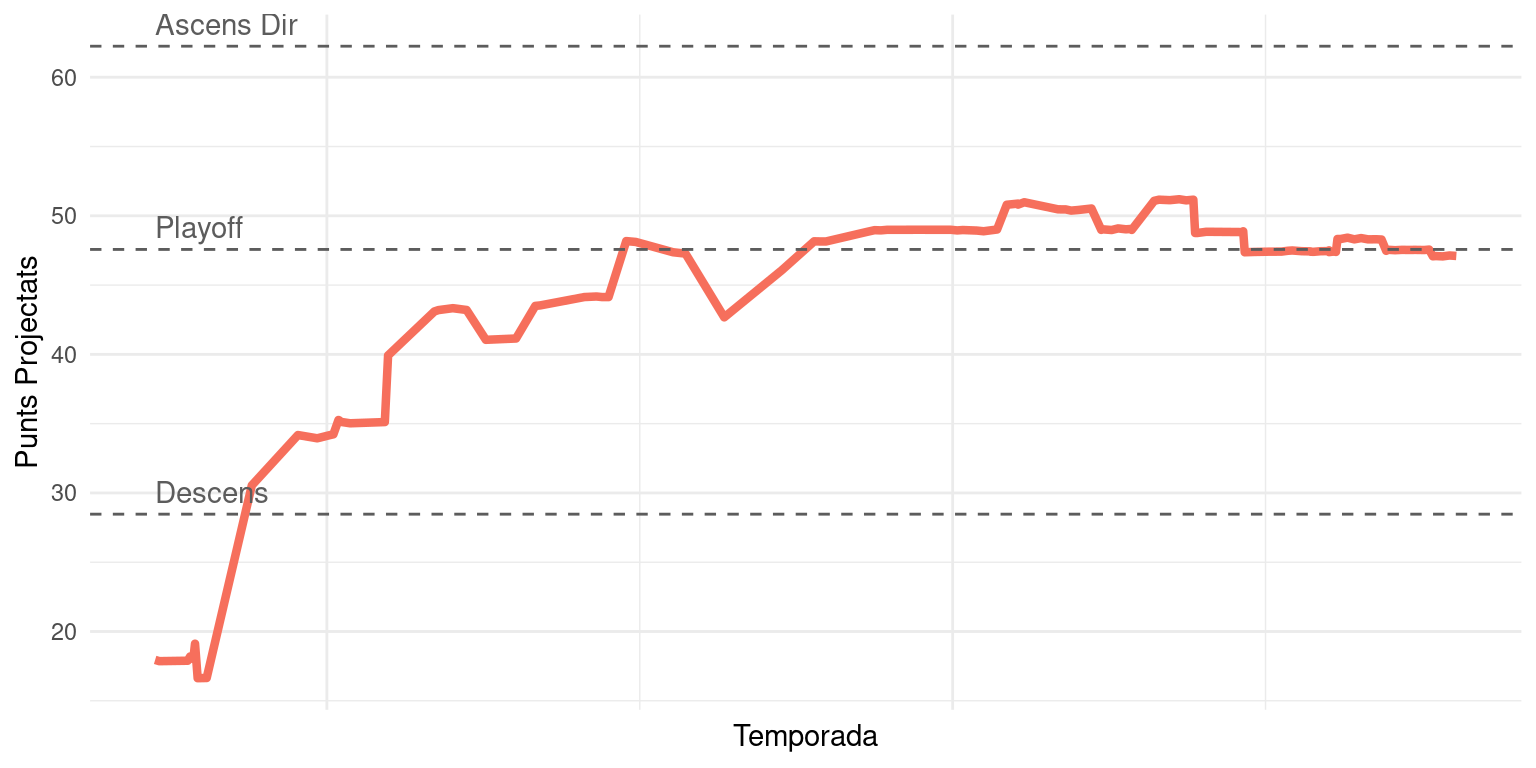 Ascens Dir
60
Playoff
50
40
Descens
30
20
Punts Projectats
Temporada